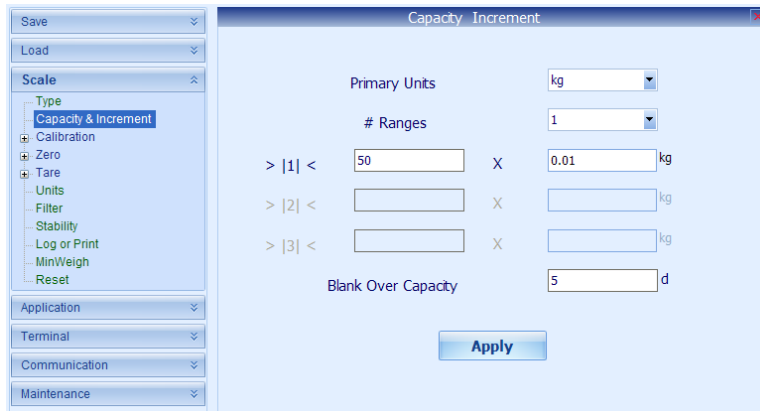 Save
Load
Scale
Type
Capacity & Increment
Calibration
Zero
Tare
Units
Filter
Stability
Log or Print
MinWeigh
Reset
Application
Terminal
Communication
Maintenance
Capacity Increment
Primary Units kg
# Ranges 1
> |1| < 50 X 0.01 kg
> |2| < X kg
> |3| < X kg
Blank Over Capacity 5 d
Apply